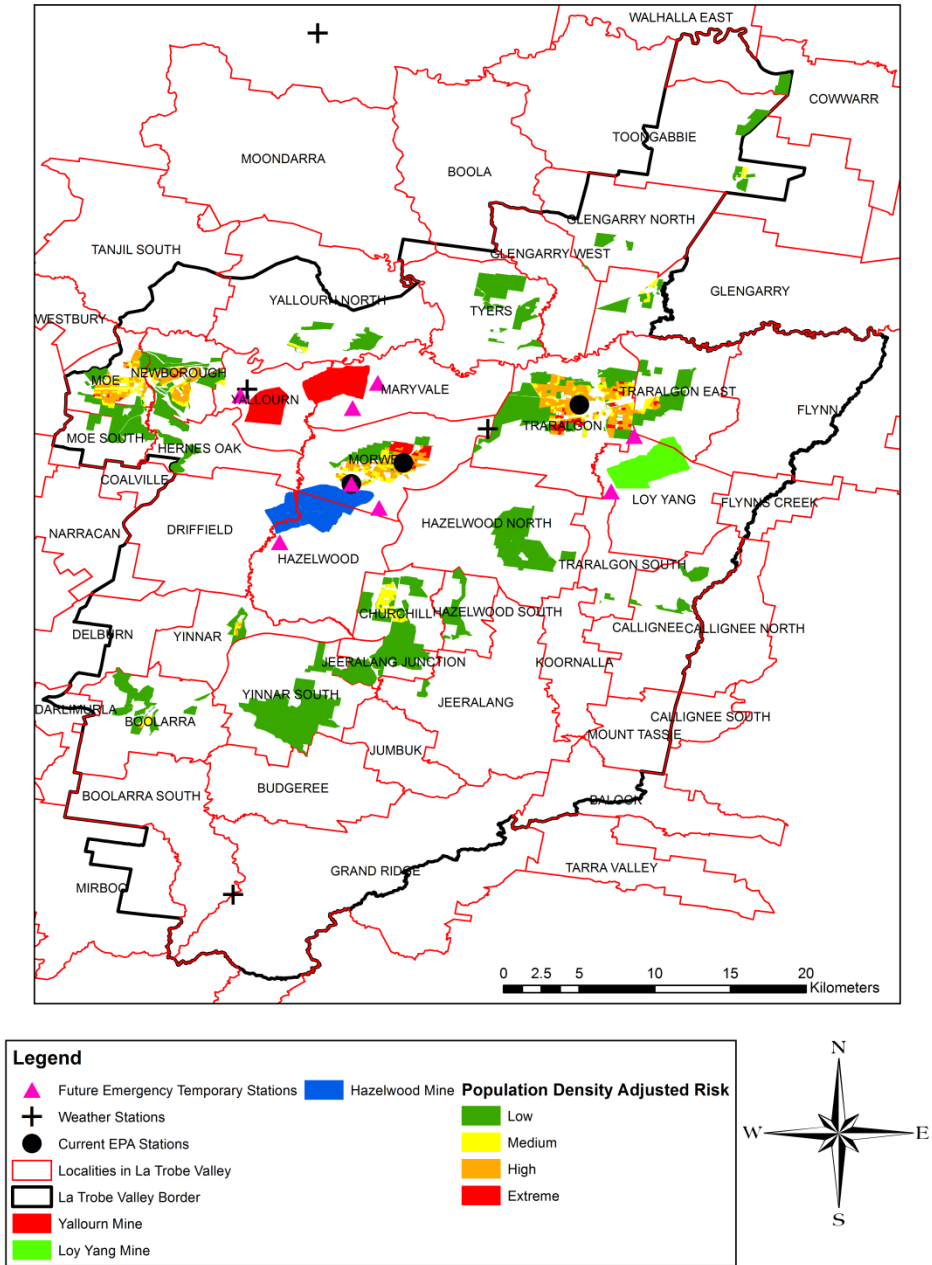 WALHALLA EAST
COWWARR
TOONGABBIE
MOONDARRA
BOOLA
GLENGARRY NORTH
TANJIL SOUTH
GLENGARRY WEST
GLENGARRY
YALLOURN NORTH
TYERS
WESTBURY
NEWBOROUGH
MOE
MARYVALE
TRARALGON EAST
YALLOURN
FLYNN
TRARALGON
MOE SOUTH
HERNES OAK
MORWE
COALVILLE
LOY YANG
FLYNNS CREEK
HAZELWOOD NORTH
NARRACAN
DRIFFIELD
HAZELWOOD
TRARALGON SOUTH
CHURCHILL
HAZELWOOD SOUTH
CALLIGNEE
CALLIGNEE NORTH
DELBURN
YINNAR
JEERALANG JUNCTION
KOORNALLA
YINNAR SOUTH
JEERALANG
DARLIMURLA
BOOLARRA
CALLIGNEE SOUTH
MOUNT TASSIE
JUMBUK
BUDGEREE
BOOLARRA SOUTH
BALOOK
GRAND RIDGE
TARRA VALLEY
MIRBOO
0 2.5 5 10 15 20
Kilometers
Legend
Future Emergency Temporary Stations
Weather Stations
Current EPA Stations
Localities in La Trobe Valley
La Trobe Valley Border
Yallourn Mine
Loy Yang Mine
Hazelwood Mine
Population Density Adjusted Risk
Low
Medium
High
Extreme
N
W E
S